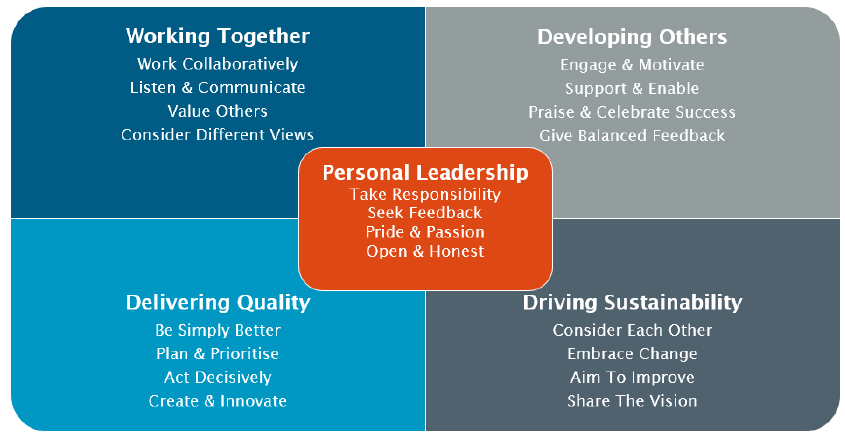 Working Together
Work Collaboratively
Listen & Communicate
Value Others
Consider Different Views
Developing Others
Engage & Motivate
Support & Enable
Praise & Celebrate Success
Give Balanced Feedback
Personal Leadership
Take Responsibility
Seek Feedback
Pride & Passion
Open & Honest
Delivering Quality
Be Simply Better
Plan & Prioritise
Act Decisively
Create & Innovate
Driving Sustainability
Consider Each Other
Embrace Change
Aim To Improve
Share The Vision